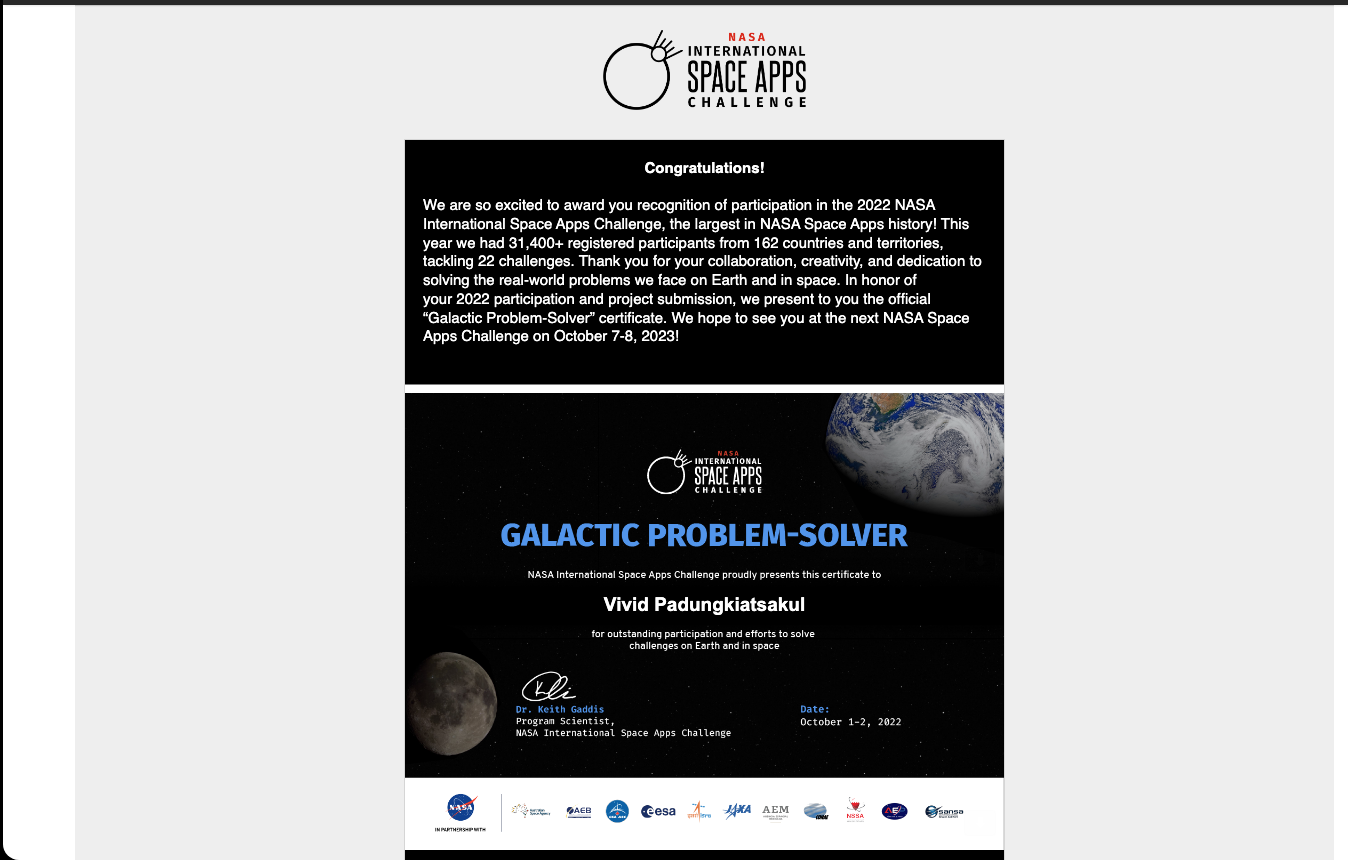 NASA
INTERNATIONAL
SPACE APPS
CHALLENGE
Congratulations!
We are so excited to award you recognition of participation in the 2022 NASA
International Space Apps Challenge, the largest in NASA Space Apps history! This
year we had 31,400+ registered participants from 162 countries and territories,
tackling 22 challenges. Thank you for your collaboration, creativity, and dedication to
solving the real-world problems we face on Earth and in space. In honor of
your 2022 participation and project submission, we present to you the official
“Galactic Problem-Solver” certificate. We hope to see you at the next NASA Space
Apps Challenge on October 7-8, 2023!
NASA
INTERNATIONAL
SPACE APPS
CHALLENGE
GALACTIC PROBLEM-SOLVER
NASA International Space Apps Challenge proudly presents this certificate to
Vivid Padungkiatsakul
for outstanding participation and efforts to solve
challenges on Earth and in space
Dr. Keith Gaddis
Program Scientist,
NASA International Space Apps Challenge
Date:
October 1-2, 2022
NASA
IN PARTNERSHIP WITH
AEB
esa
JAXA
AEM
NSSA
sansa